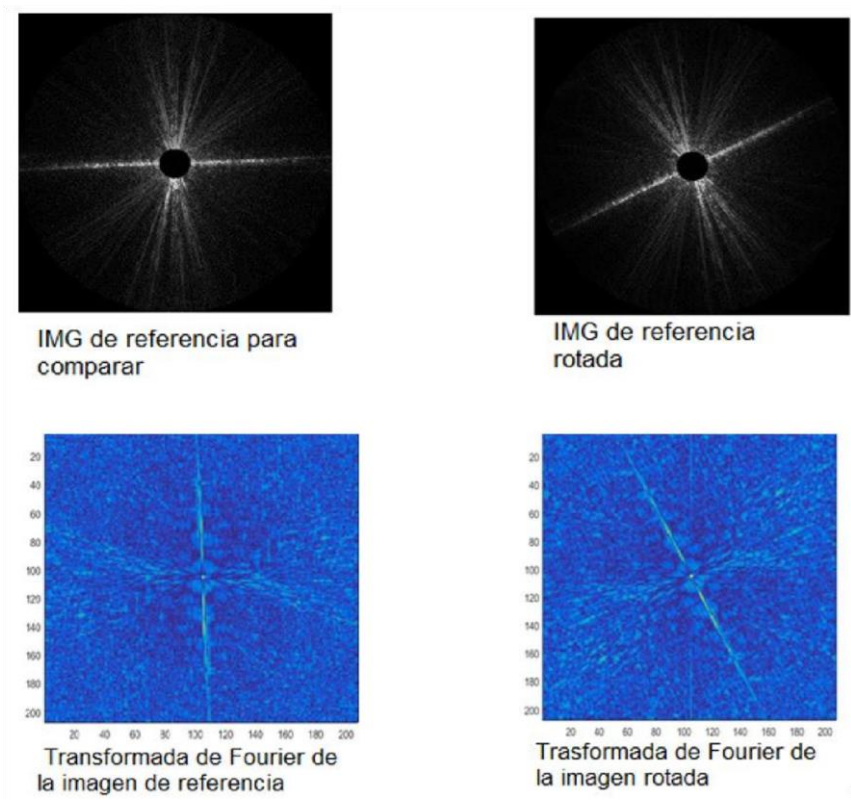 IMG de referencia para
comparar
IMG de referencia
rotada
20
40
60
80
100
120
140
160
180
200
20 40 60 80 100 120 140 160 180 200
Transformada de Fourier de
la imagen de referencia
20
40
60
80
100
120
140
160
180
200
20 40 60 80 100 120 140 160 180 200
Trasformada de Fourier de
la imagen rotada